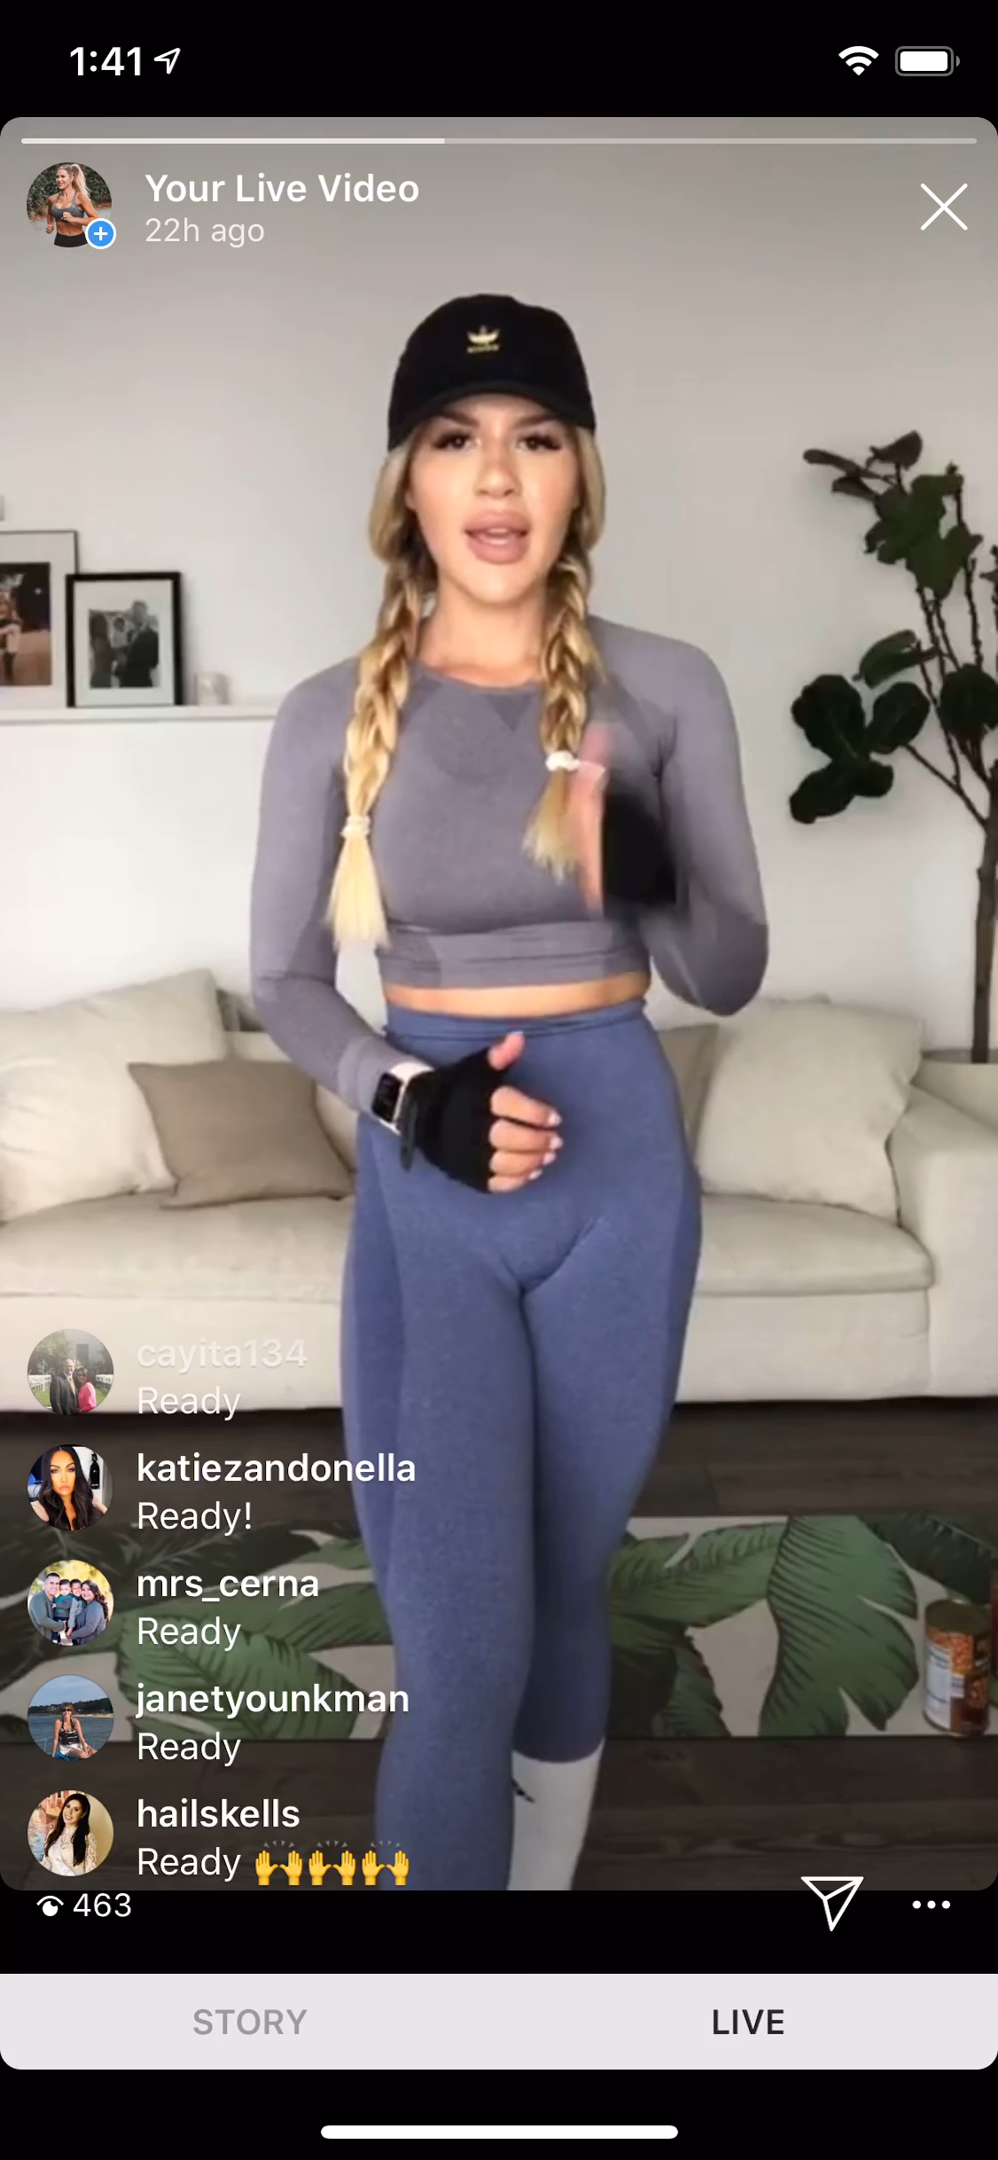 1:41
Your Live Video
22h ago
cayita134
Ready
katiezandonella
Ready!
mrs_cerna
Ready
janetyounkman
Ready
hailskells
Ready 🙌🙌🙌
463
STORY
LIVE